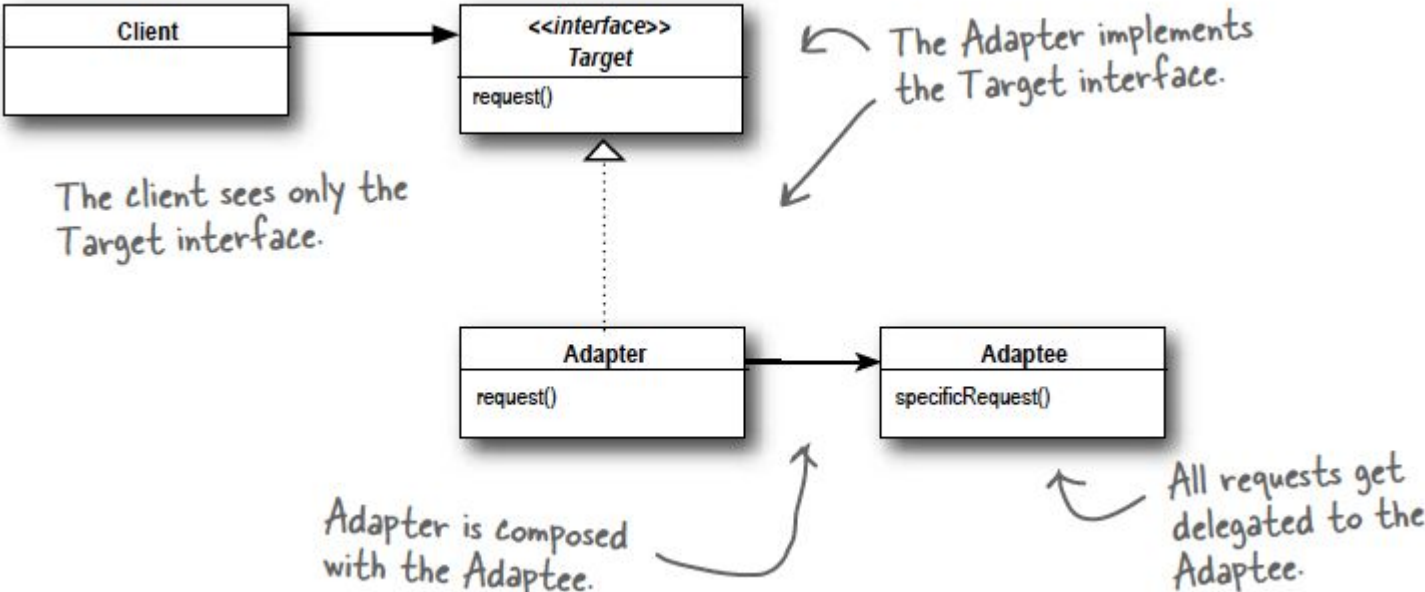 Client
<<interface>>
Target
request()
The Adapter implements
the Target interface.
The client sees only the
Target interface.
Adapter
request()
Adaptee
specificRequest()
Adapter is composed
with the Adaptee.
All requests get
delegated to the
Adaptee.